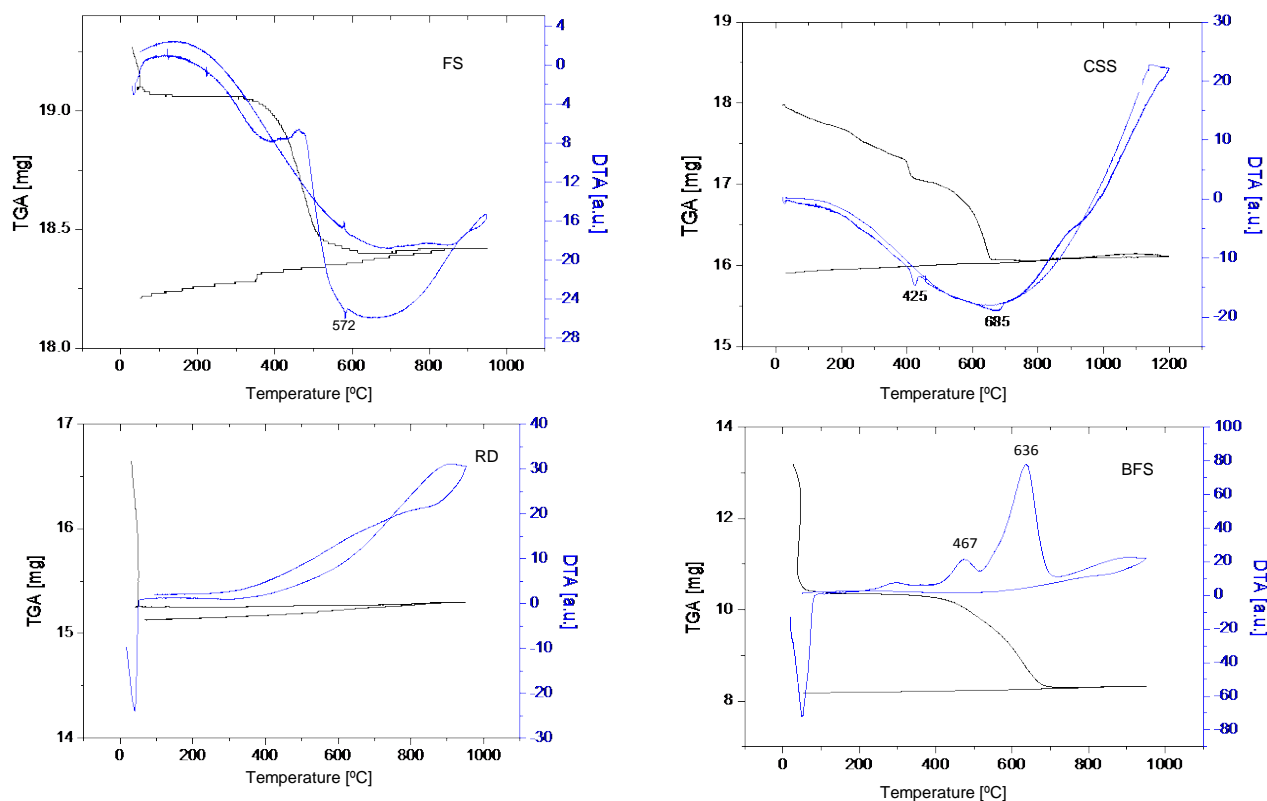 FS
TGA [mg]
19.0
18.5
18.0
4
0
-4
-8
-12
-16
-20
-24
-28
DTA [a.u.]
572
0 200 400 600 800 1000
Temperature [ºC]
CSS
TGA [mg]
18
17
16
15
30
20
10
0
-10
-20
DTA [a.u.]
425
685
0 200 400 600 800 1000 1200
Temperature [ºC]
RD
TGA [mg]
17
16
15
14
40
30
20
10
0
-10
-20
-30
DTA [a.u.]
0 200 400 600 800 1000
Temperature [ºC]
BFS
TGA [mg]
14
12
10
8
100
80
60
40
20
0
-20
-40
-60
-80
DTA [a.u.]
467
636
0 200 400 600 800 1000
Temperature [ºC]